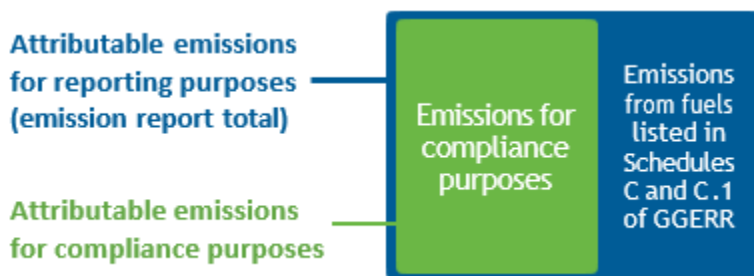 Attributable emissions
for reporting purposes
(emission report total)
Attributable emissions
for compliance purposes
Emissions for
compliance
purposes
Emissions
from fuels
listed in
Schedules
C and C.1
of GGERR